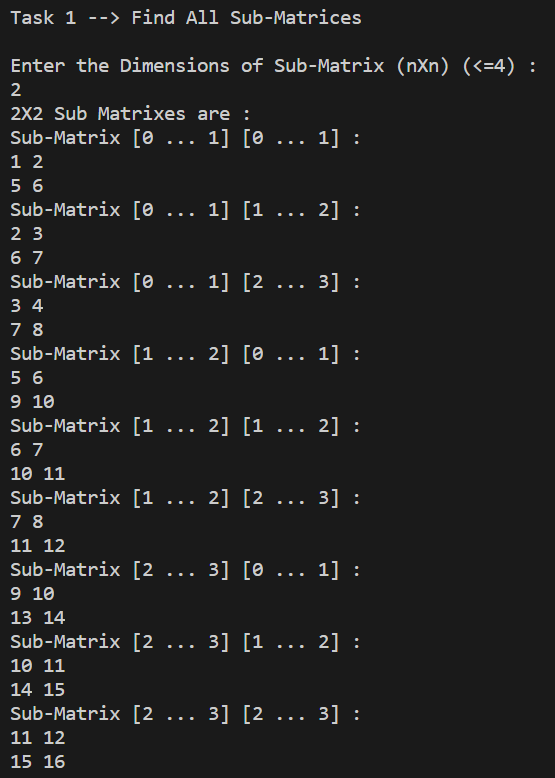 Task 1 --> Find All Sub-Matrices
Enter the Dimensions of Sub-Matrix (nXn) (<=4) :
2
2X2 Sub Matrixes are :
Sub-Matrix [0 ... 1] [0 ... 1] :
1 2
5 6
Sub-Matrix [0 ... 1] [1 ... 2] :
2 3
6 7
Sub-Matrix [0 ... 1] [2 ... 3] :
3 4
7 8
Sub-Matrix [1 ... 2] [0 ... 1] :
5 6
9 10
Sub-Matrix [1 ... 2] [1 ... 2] :
6 7
10 11
Sub-Matrix [1 ... 2] [2 ... 3] :
7 8
11 12
Sub-Matrix [2 ... 3] [0 ... 1] :
9 10
13 14
Sub-Matrix [2 ... 3] [1 ... 2] :
10 11
14 15
Sub-Matrix [2 ... 3] [2 ... 3] :
11 12
15 16